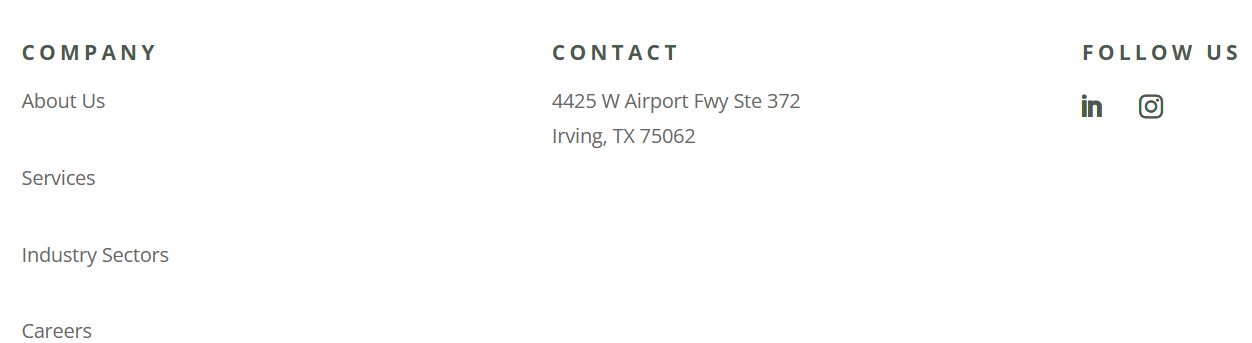 COMPANY
About Us
Services
Industry Sectors
Careers
CONTACT
4425 W Airport Fwy Ste 372
Irving, TX 75062
FOLLOW US
in